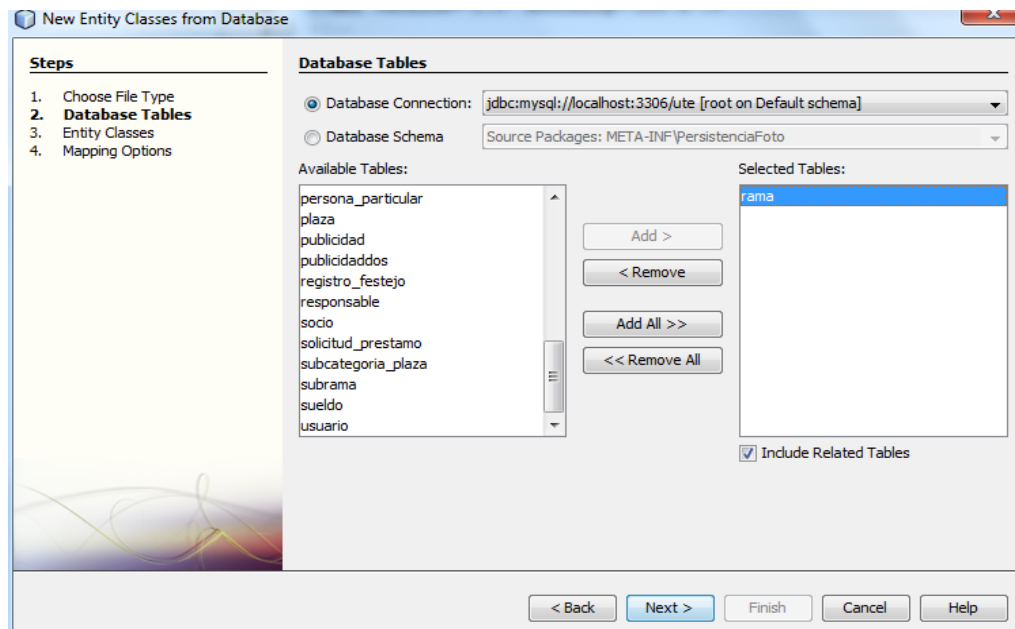 New Entity Classes from Database
Steps
1. Choose File Type
2. Database Tables
3. Entity Classes
4. Mapping Options
Database Tables
Database Connection: jdbc:mysql://localhost:3306/ute [root on Default schema]
Database Schema Source Packages: META-INF\PersistenciaFoto
Available Tables:
persona_particular
plaza
publicidad
publicidaddos
registro_festejo
responsable
socio
solicitud_prestamo
subcategoria_plaza
subrama
sueldo
usuario
Add >
< Remove
Add All >>
<< Remove All
Selected Tables:
rama
Include Related Tables
< Back Next > Finish Cancel Help